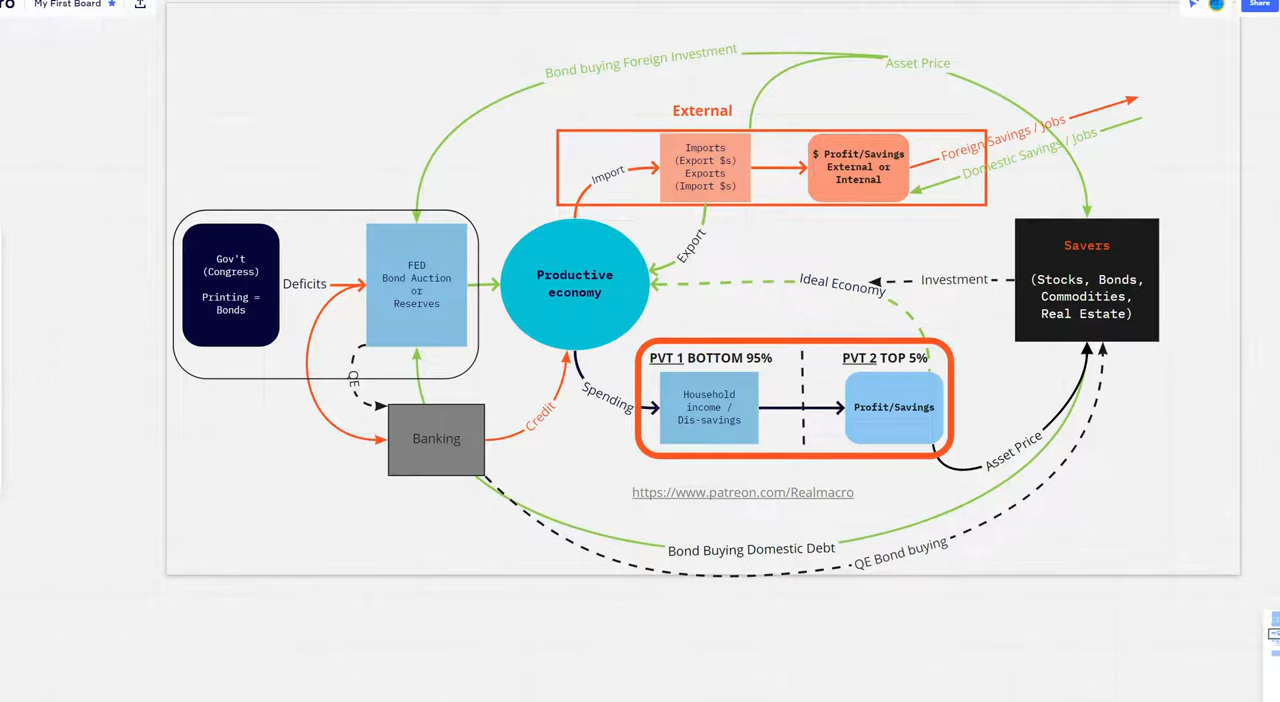 ro
My First Board
Share
Bond buying Foreign Investment
Asset Price
External
Imports
(Export $s)
Exports
(Import $s)
$ Profit/Savings
External or
Internal
Foreign Savings / Jobs
Domestic Savings / Jobs
Import
Export
Gov't
(Congress)
Printing =
Bonds
Deficits
FED
Bond Auction
or
Reserves
Productive
economy
Ideal Economy
Investment
Savers
(Stocks, Bonds,
Commodities,
Real Estate)
QE
Banking
Credit
Spending
PVT 1 BOTTOM 95%
PVT 2 TOP 5%
Household
income /
Dis-savings
Profit/Savings
Asset Price
https://www.patreon.com/Realmacro
Bond Buying Domestic Debt
QE Bond buying